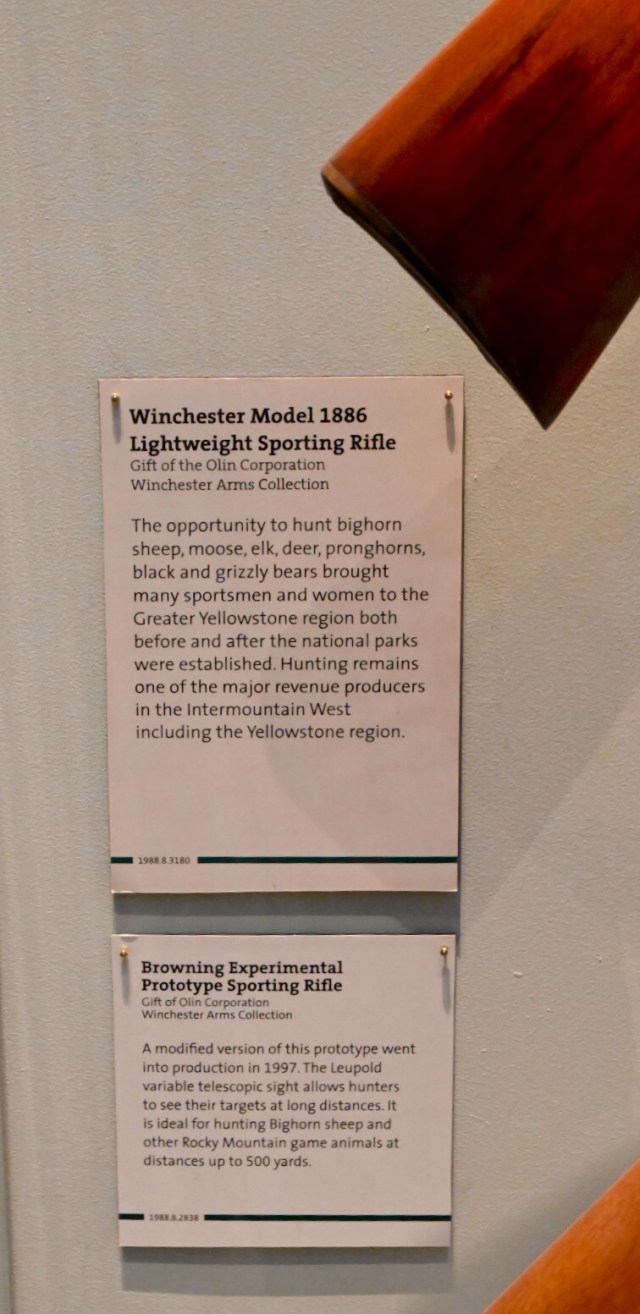 Winchester Model 1886
Lightweight Sporting Rifle
Gift of the Olin Corporation
Winchester Arms Collection
The opportunity to hunt bighorn
sheep, moose, elk, deer, pronghorns,
black and grizzly bears brought
many sportsmen and women to the
Greater Yellowstone region both
before and after the national parks
were established. Hunting remains
one of the major revenue producers
in the Intermountain West
including the Yellowstone region.
1988.8.3180
Browning Experimental
Prototype Sporting Rifle
Gift of Olin Corporation
Winchester Arms Collection
A modified version of this prototype went
into production in 1997. The Leupold
variable telescopic sight allows hunters
to see their targets at long distances. It
is ideal for hunting Bighorn sheep and
other Rocky Mountain game animals at
distances up to 500 yards.
1988.8.2838